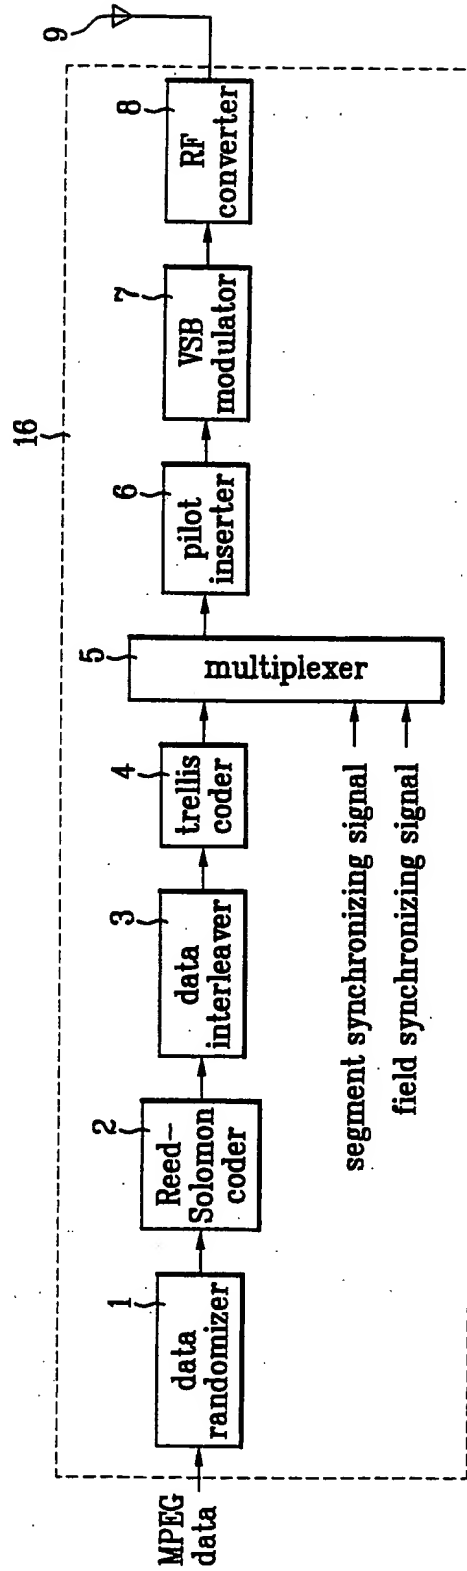 16
MPEG
data
1
data
randomizer
2
Reed-
Solomon
coder
3
data
interleaver
4
trellis
coder
5
multiplexer
segment synchronizing signal
field synchronizing signal
6
pilot
inserter
7
VSB
modulator
8
RF
converter
9